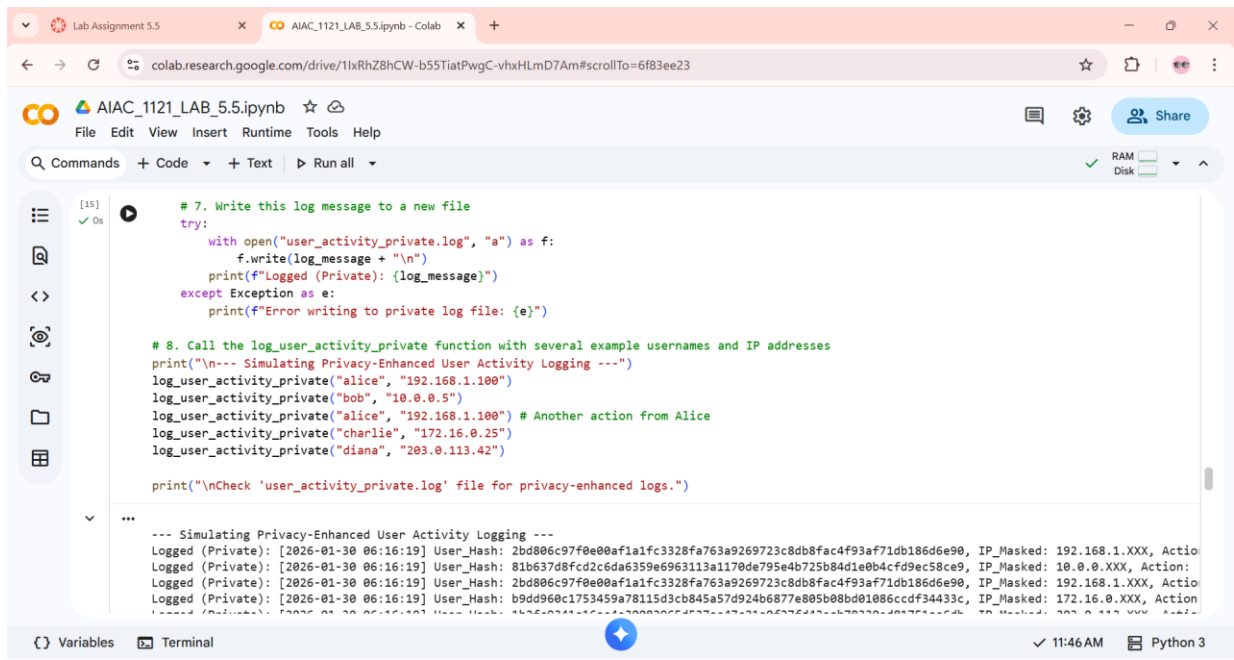 Lab Assignment 5.5
AIAC_1121_LAB_5.5.ipynb - Colab
colab.research.google.com/drive/1IxRhZ8hCW-b55TiatPwgC-vhxHLmD7Am#scrollTo=6f83ee23
CO AIAC_1121_LAB_5.5.ipynb
File Edit View Insert Runtime Tools Help
Share
Commands + Code + Text Run all
RAM
Disk
[15]
0s
# 7. Write this log message to a new file
try:
with open("user_activity_private.log", "a") as f:
f.write(log_message + "\n")
print(f"Logged (Private): {log_message}")
except Exception as e:
print(f"Error writing to private log file: {e}")
# 8. Call the log_user_activity_private function with several example usernames and IP addresses
print("\n--- Simulating Privacy-Enhanced User Activity Logging ---")
log_user_activity_private("alice", "192.168.1.100")
log_user_activity_private("bob", "10.0.0.5")
log_user_activity_private("alice", "192.168.1.100") # Another action from Alice
log_user_activity_private("charlie", "172.16.0.25")
log_user_activity_private("diana", "203.0.113.42")
print("\nCheck 'user_activity_private.log' file for privacy-enhanced logs.")
--- Simulating Privacy-Enhanced User Activity Logging ---
Logged (Private): [2026-01-30 06:16:19] User_Hash: 2bd806c97f0e00af1a1fc3328fa763a9269723c8db8fac4f93af71db186d6e90, IP_Masked: 192.168.1.XXX, Actio
Logged (Private): [2026-01-30 06:16:19] User_Hash: 81b637d8fcd2c6da6359e6963113a1170de795e4b725b84d1e0b4cfd9ec58ce9, IP_Masked: 10.0.0.XXX, Action:
Logged (Private): [2026-01-30 06:16:19] User_Hash: 2bd806c97f0e00af1a1fc3328fa763a9269723c8db8fac4f93af71db186d6e90, IP_Masked: 192.168.1.XXX, Actio
Logged (Private): [2026-01-30 06:16:19] User_Hash: b9dd960c1753459a78115d3cb845a57d924b6877e805b08bd01086ccdf34433c, IP_Masked: 172.16.0.XXX, Action
Variables Terminal
11:46 AM Python 3